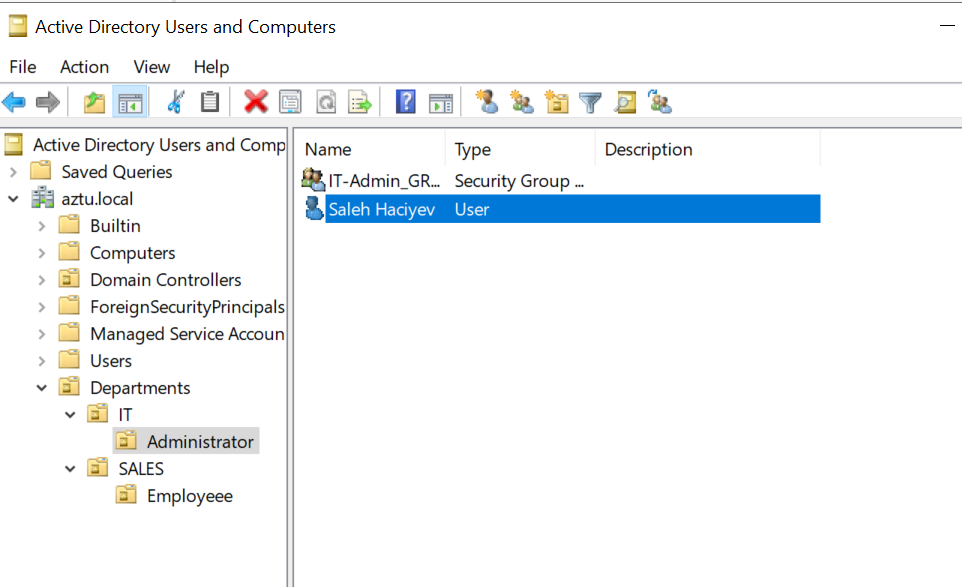 Active Directory Users and Computers
File Action View Help
Active Directory Users and Comp
Saved Queries
aztu.local
Builtin
Computers
Domain Controllers
ForeignSecurityPrincipals
Managed Service Accoun
Users
Departments
IT
Administrator
SALES
Employeee
Name Type Description
IT-Admin_GR... Security Group ...
Saleh Haciyev User